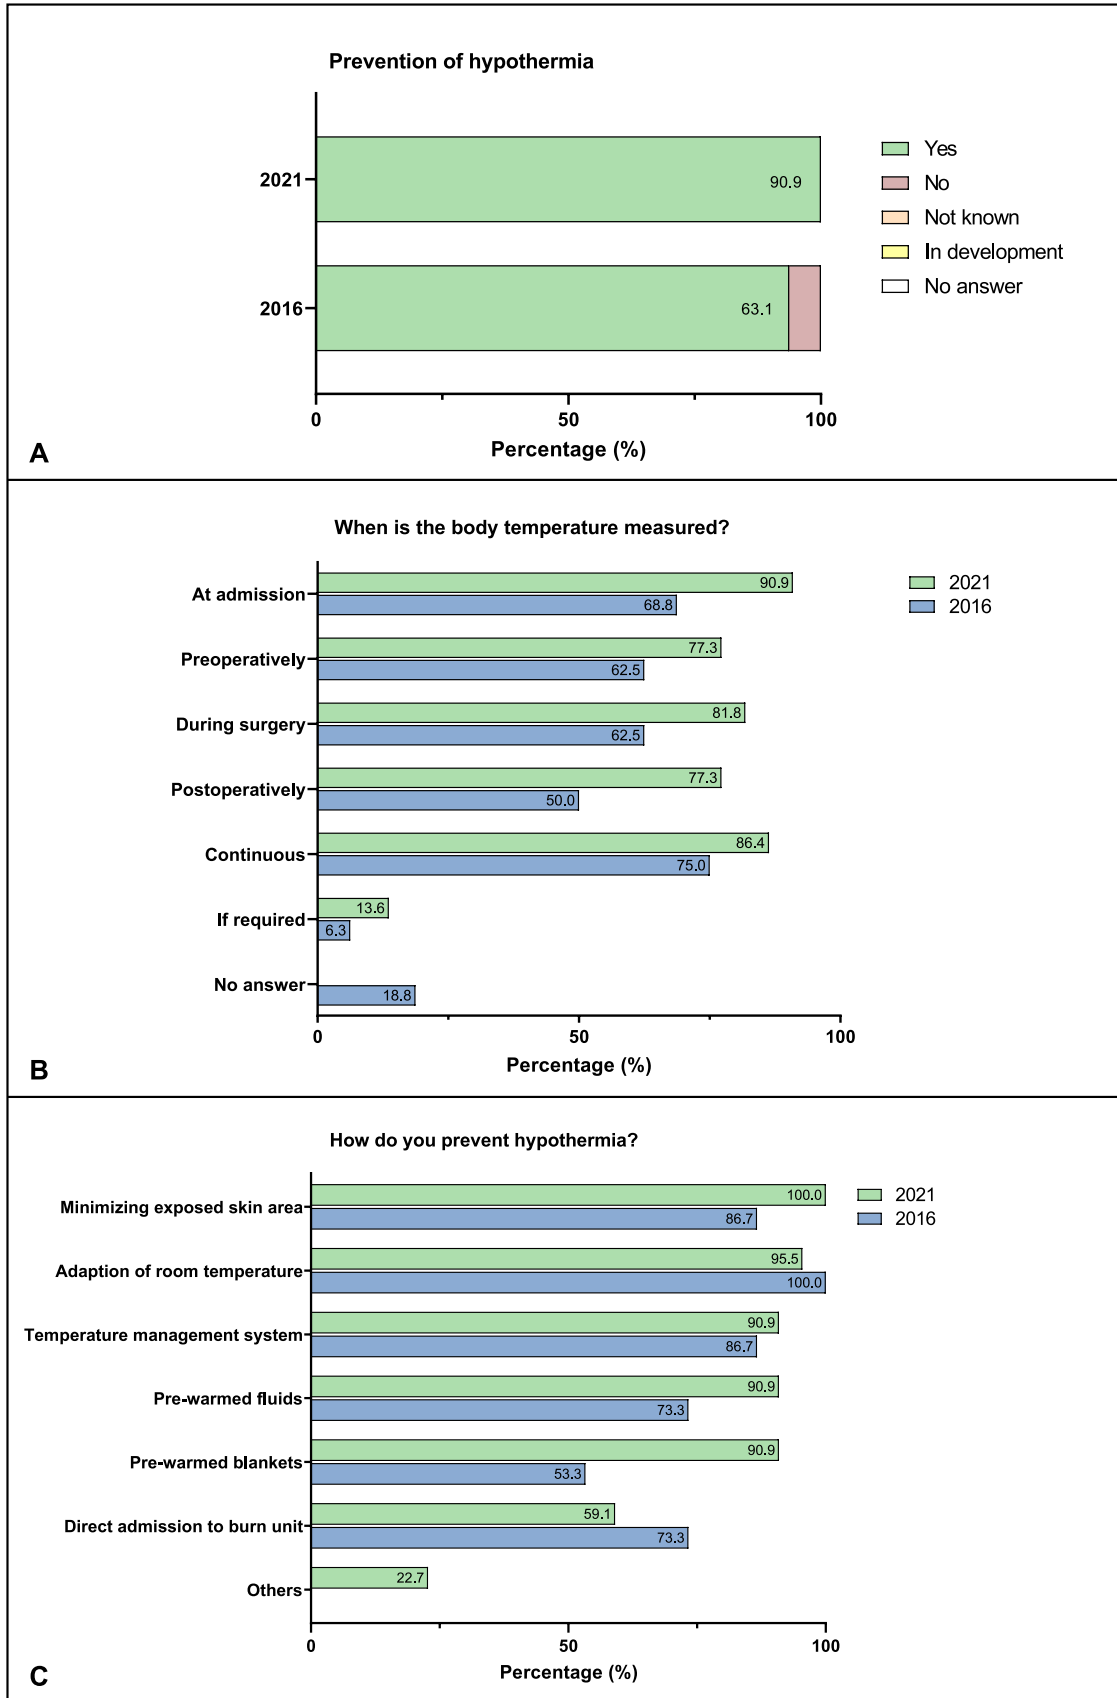 Prevention of hypothermia
2021
90.9
2016
63.1
Yes
No
Not known
In development
No answer
0 50 100
Percentage (%)
A
When is the body temperature measured?
2021
2016
At admission
90.9
68.8
Preoperatively
77.3
62.5
During surgery
81.8
62.5
Postoperatively
77.3
50.0
Continuous
86.4
75.0
If required
13.6
6.3
No answer
18.8
0 50 100
Percentage (%)
B
How do you prevent hypothermia?
2021
2016
Minimizing exposed skin area
100.0
86.7
Adaption of room temperature
95.5
100.0
Temperature management system
90.9
86.7
Pre-warmed fluids
90.9
73.3
Pre-warmed blankets
90.9
53.3
Direct admission to burn unit
59.1
73.3
Others
22.7
0 50 100
Percentage (%)
C